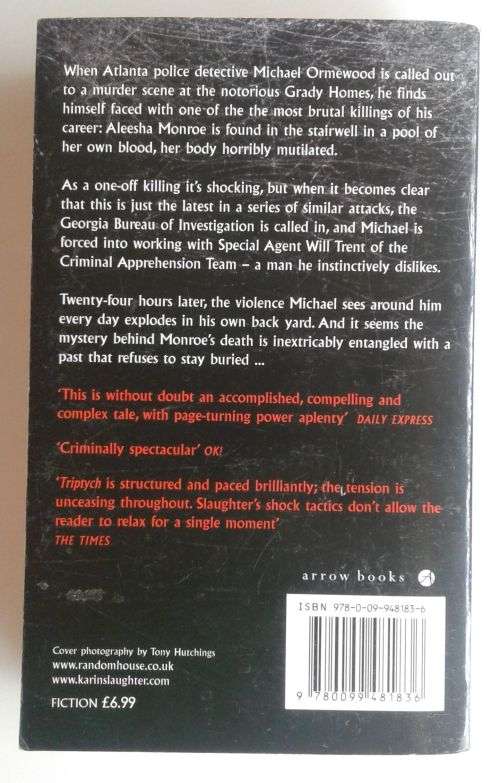 When Atlanta police detective Michael Ormewood is called out
to a murder scene at the notorious Grady Homes, he finds
himself faced with one of the the most brutal killings of his
career: Aleesha Monroe is found in the stairwell in a pool of
her own blood, her body horribly mutilated.
As a one-off killing it's shocking, but when it becomes clear
that this is just the latest in a series of similar attacks, the
Georgia Bureau of Investigation is called in, and Michael is
forced into working with Special Agent Will Trent of the
Criminal Apprehension Team – a man he instinctively dislikes.
Twenty-four hours later, the violence Michael sees around him
every day explodes in his own back yard. And it seems the
mystery behind Monroe's death is inextricably entangled with a
past that refuses to stay buried ...
'This is without doubt an accomplished, compelling and
complex tale, with page-turning power aplenty' DAILY EXPRESS
'Criminally spectacular' OK!
'Triptych is structured and paced brilliantly; the tension is
unceasing throughout. Slaughter's shock tactics don't allow the
reader to relax for a single moment'
THE TIMES
arrow books
ISBN 978-0-09-948183-6
9 780099 481836
Cover photography by Tony Hutchings
www.randomhouse.co.uk
www.karinslaughter.com
FICTION £6.99